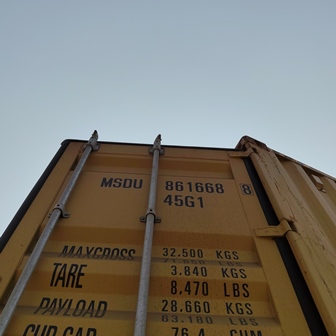 MSDU 861668 8
45G1
MAXGROSS 32.500 KGS
TARE 3.840 KGS
8.470 LBS
PAYLOAD 28.660 KGS
63.180 LBS
CUB CAP 76.4 CUM